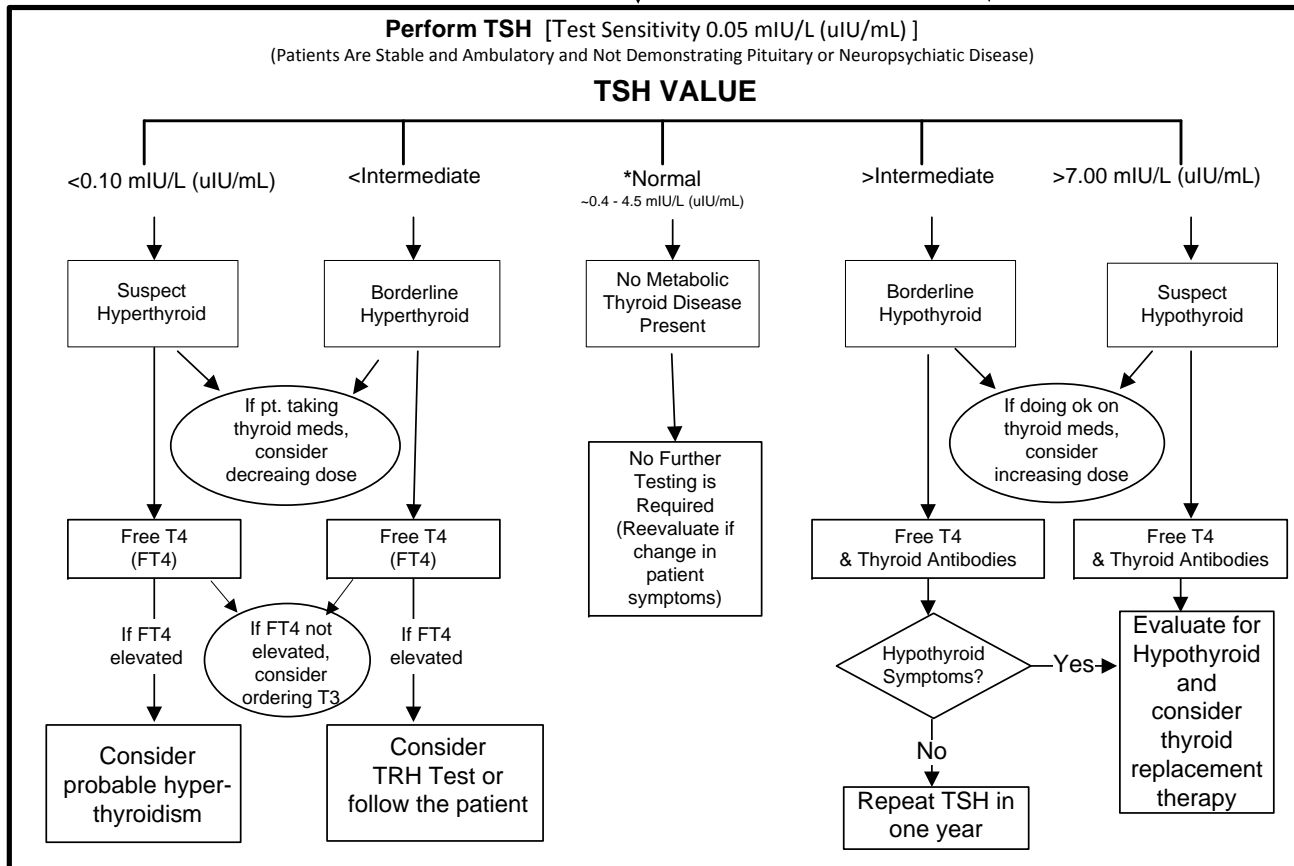 Perform TSH [Test Sensitivity 0.05 mIU/L (uIU/mL) ]
(Patients Are Stable and Ambulatory and Not Demonstrating Pituitary or Neuropsychiatic Disease)
TSH VALUE
<0.10 mIU/L (uIU/mL)
<Intermediate
*Normal
~0.4 - 4.5 mIU/L (uIU/mL)
>Intermediate
>7.00 mIU/L (uIU/mL)
Suspect
Hyperthyroid
Borderline
Hyperthyroid
No Metabolic
Thyroid Disease
Present
Borderline
Hypothyroid
Suspect
Hypothyroid
If pt. taking
thyroid meds,
consider
decreaing dose
If doing ok on
thyroid meds,
consider
increasing dose
No Further
Testing is
Required
(Reevaluate if
change in
patient
symptoms)
Free T4
(FT4)
Free T4
(FT4)
Free T4
& Thyroid Antibodies
Free T4
& Thyroid Antibodies
If FT4
elevated
If FT4 not
elevated,
consider
ordering T3
If FT4
elevated
Hypothyroid
Symptoms?
Yes
No
Evaluate for
Hypothyroid
and
consider
thyroid
replacement
therapy
Consider
probable hyper-
thyroidism
Consider
TRH Test or
follow the patient
Repeat TSH in
one year